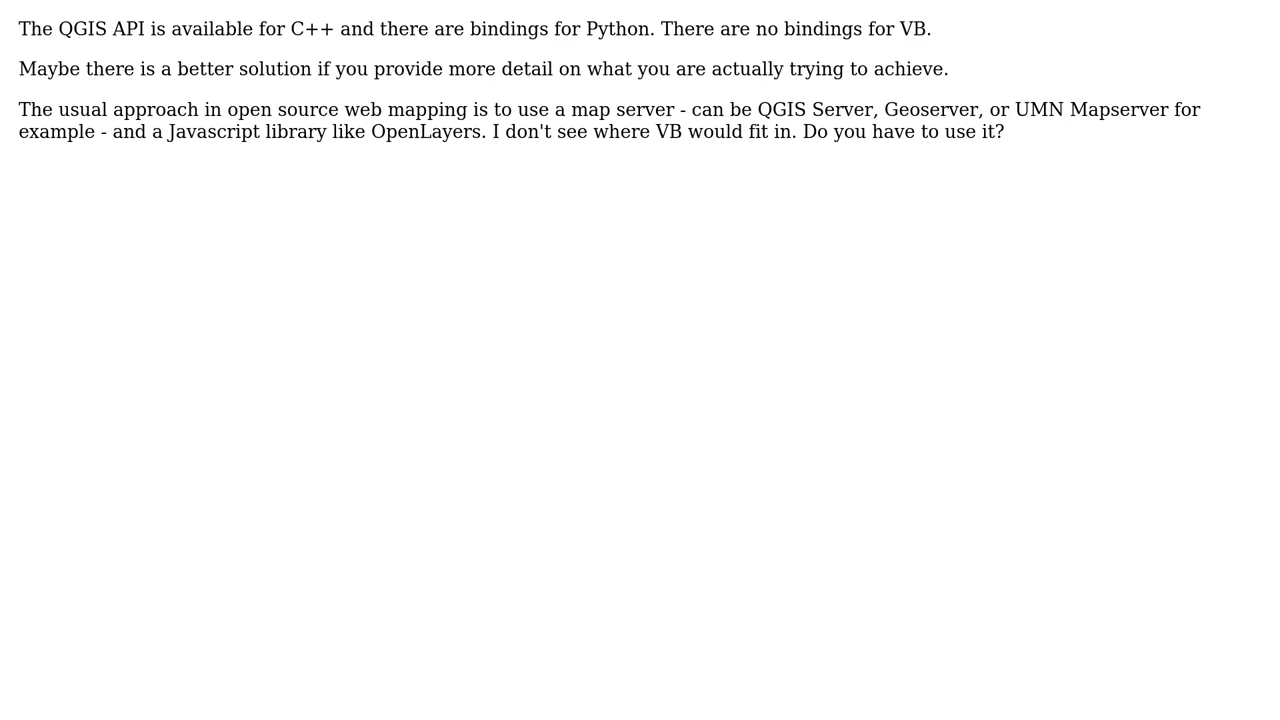 The QGIS API is available for C++ and there are bindings for Python. There are no bindings for VB.
Maybe there is a better solution if you provide more detail on what you are actually trying to achieve.
The usual approach in open source web mapping is to use a map server - can be QGIS Server, Geoserver, or UMN Mapserver for
example - and a Javascript library like OpenLayers. I don't see where VB would fit in. Do you have to use it?